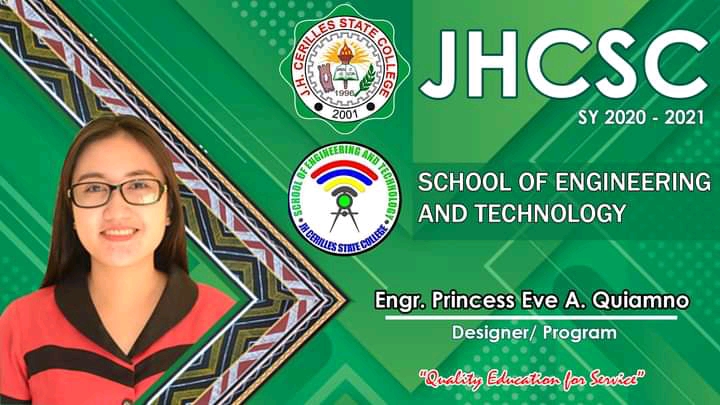 J.H. CERILLES STATE COLLEGE
1996
2001
JHCSC
SY 2020 - 2021
SCHOOL OF ENGINEERING AND TECHNOLOGY
JH CERILLES STATE COLLEGE
SCHOOL OF ENGINEERING
AND TECHNOLOGY
Engr. Princess Eve A. Quiamno
Designer/ Program
"Quality Education for Service"